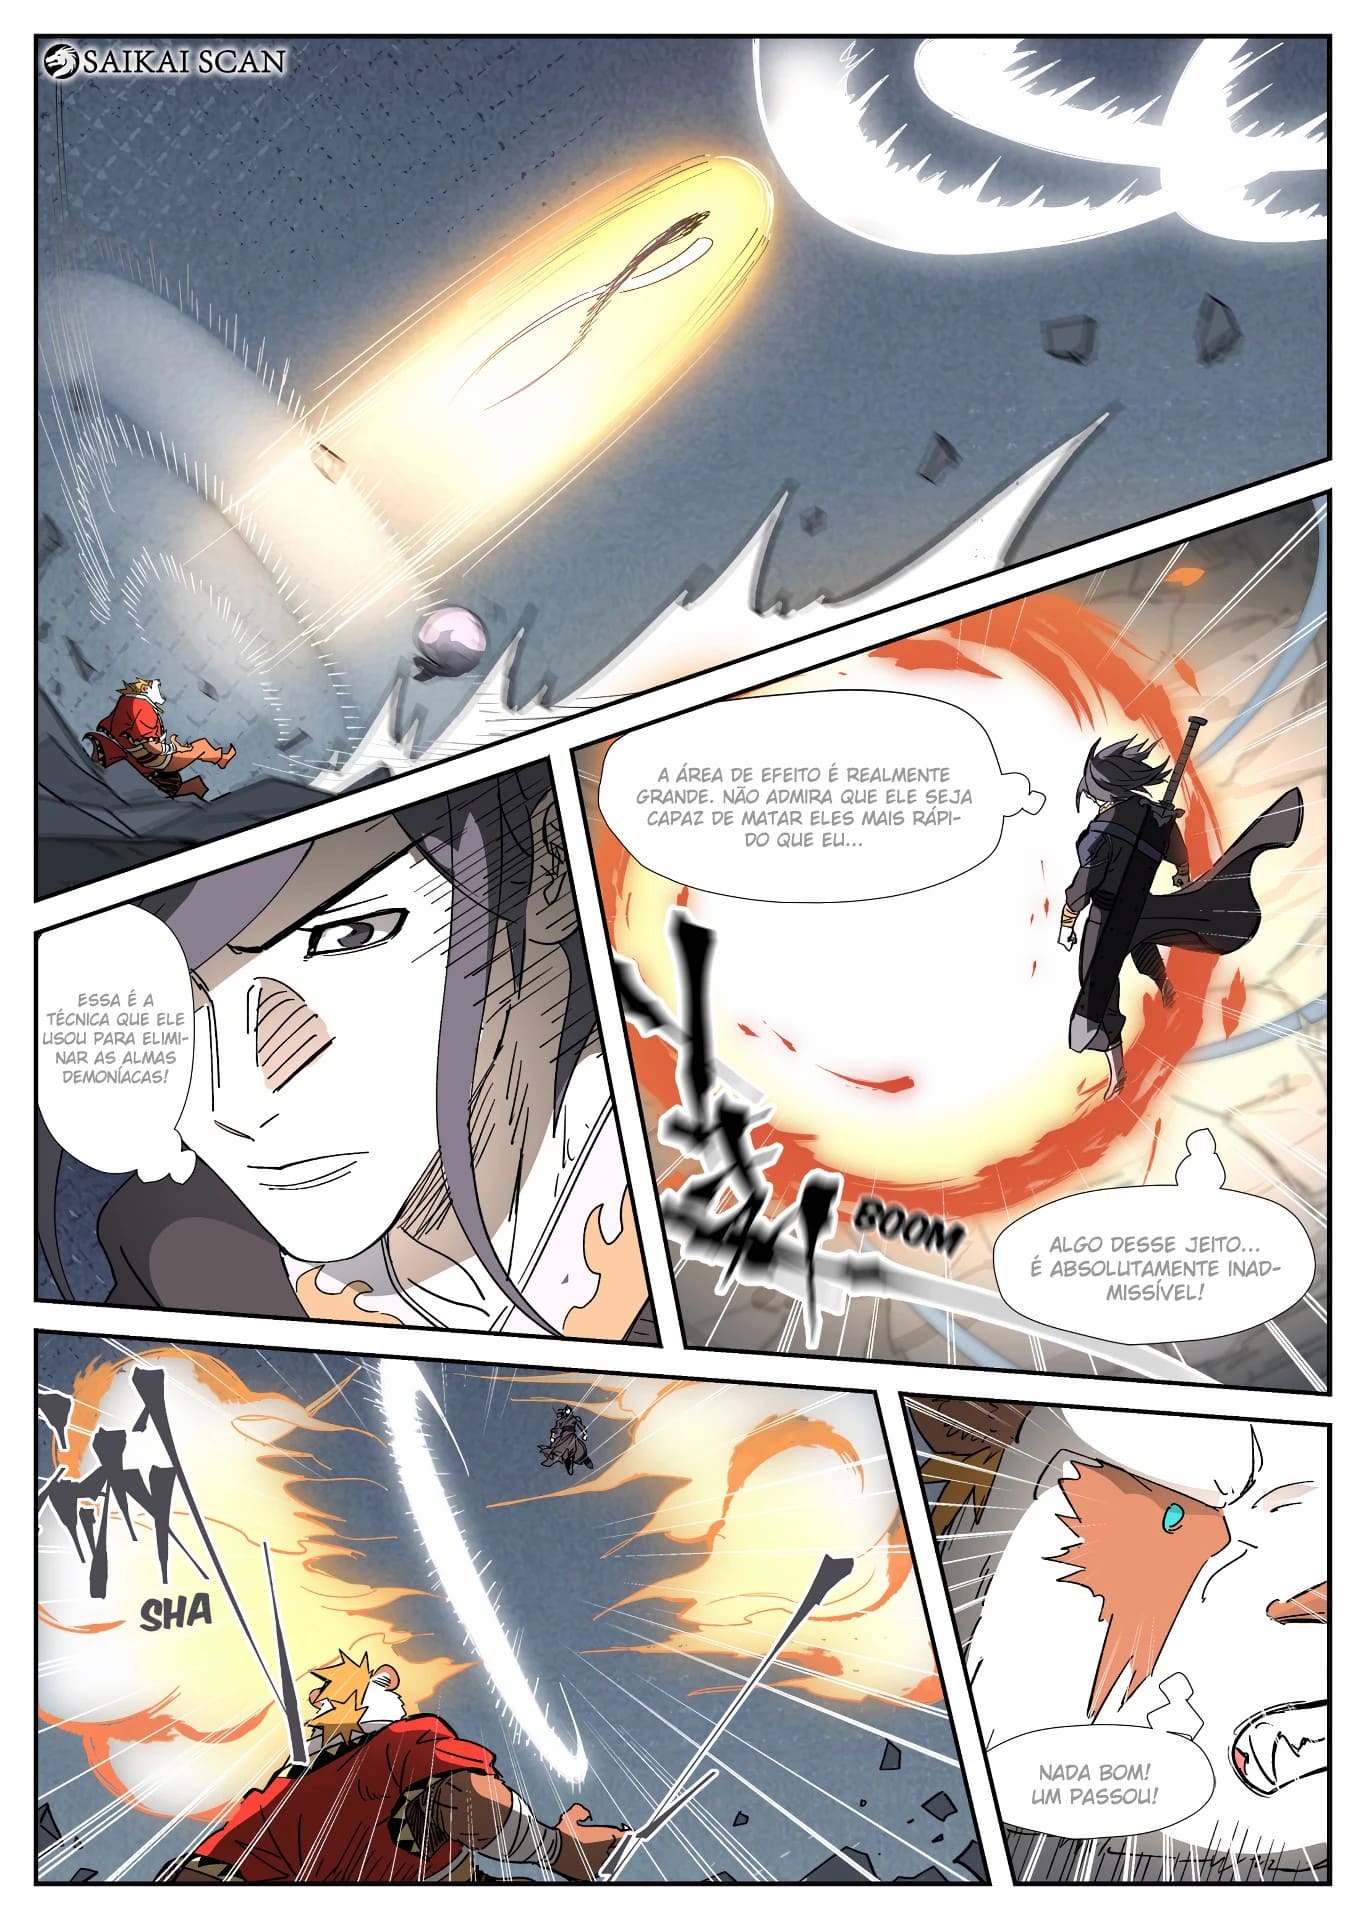 SAIKAI SCAN
A ÁREA DE EFEITO É REALMENTE
GRANDE. NÃO ADMIRA QUE ELE SEJA
CAPAZ DE MATAR ELES MAIS RÁPI-
DO QUE EU...
ESSA É A
TÉCNICA QUE ELE
USOU PARA ELIMI-
NAR AS ALMAS
DEMONÍACAS!
BOOM
ALGO DESSE JEITO...
É ABSOLUTAMENTE INAD-
MISSÍVEL!
SHA
NADA BOM!
UM PASSOU!